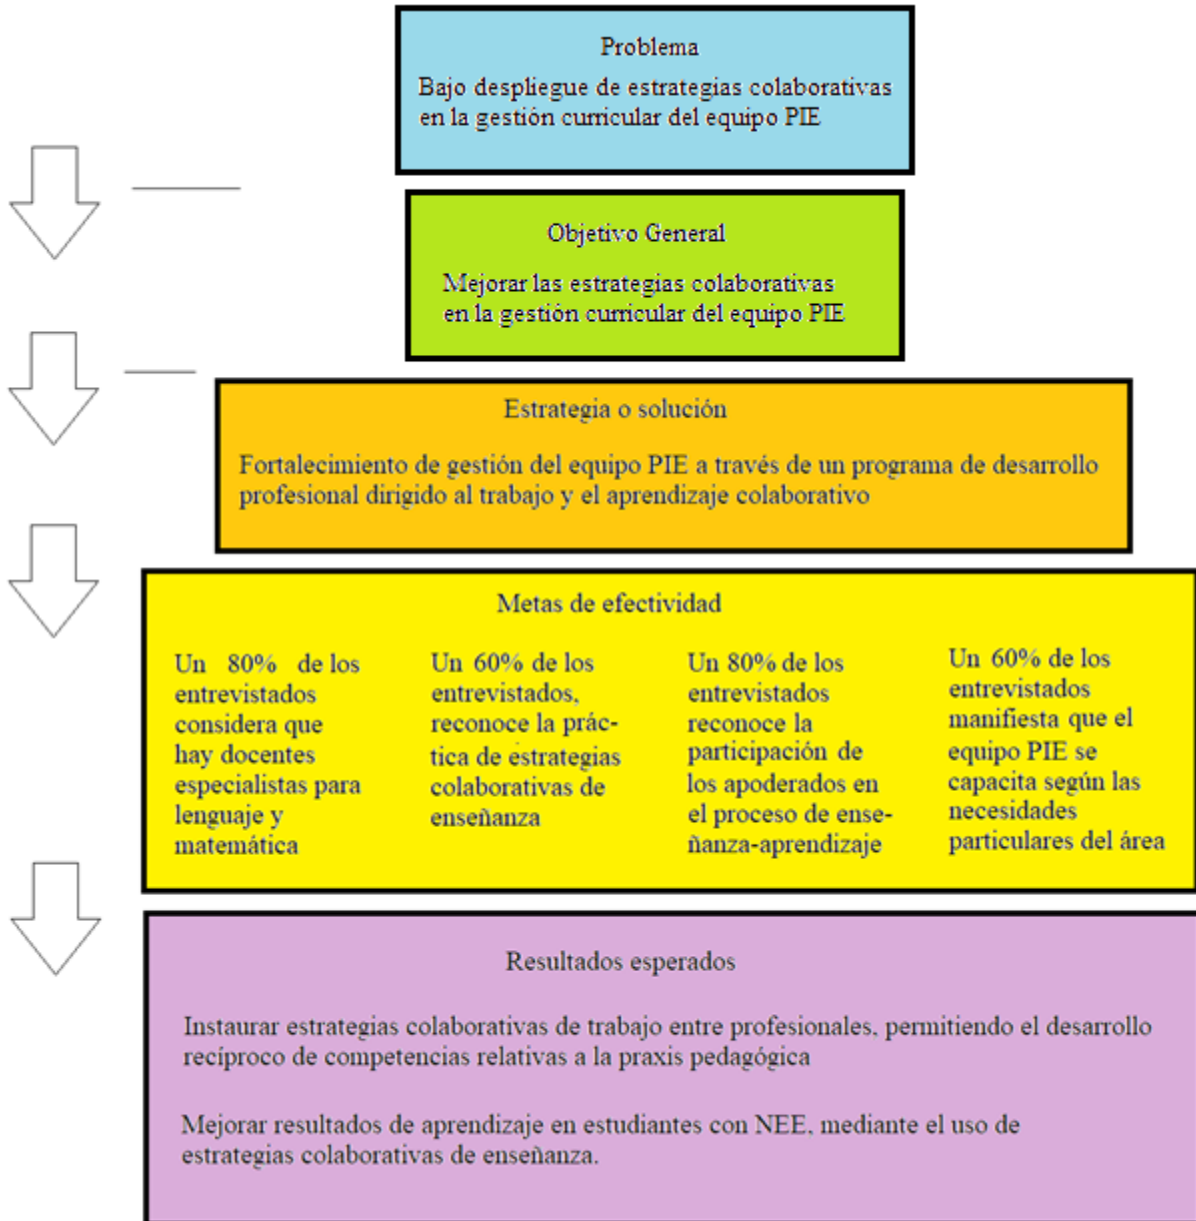 Problema
Bajo despliegue de estrategias colaborativas
en la gestión curricular del equipo PIE
Objetivo General
Mejorar las estrategias colaborativas
en la gestión curricular del equipo PIE
Estrategia o solución
Fortalecimiento de gestión del equipo PIE a través de un programa de desarrollo
profesional dirigido al trabajo y el aprendizaje colaborativo
Metas de efectividad
Un 80% de los
entrevistados
considera que
hay docentes
especialistas para
lenguaje y
matemática
Un 60% de los
entrevistados,
reconoce la prác-
tica de estrategias
colaborativas de
enseñanza
Un 80% de los
entrevistados
reconoce la
participación de
los apoderados en
el proceso de ense-
ñanza-aprendizaje
Un 60% de los
entrevistados
manifiesta que el
equipo PIE se
capacita según las
necesidades
particulares del área
Resultados esperados
Instaurar estrategias colaborativas de trabajo entre profesionales, permitiendo el desarrollo
recíproco de competencias relativas a la praxis pedagógica
Mejorar resultados de aprendizaje en estudiantes con NEE, mediante el uso de
estrategias colaborativas de enseñanza.